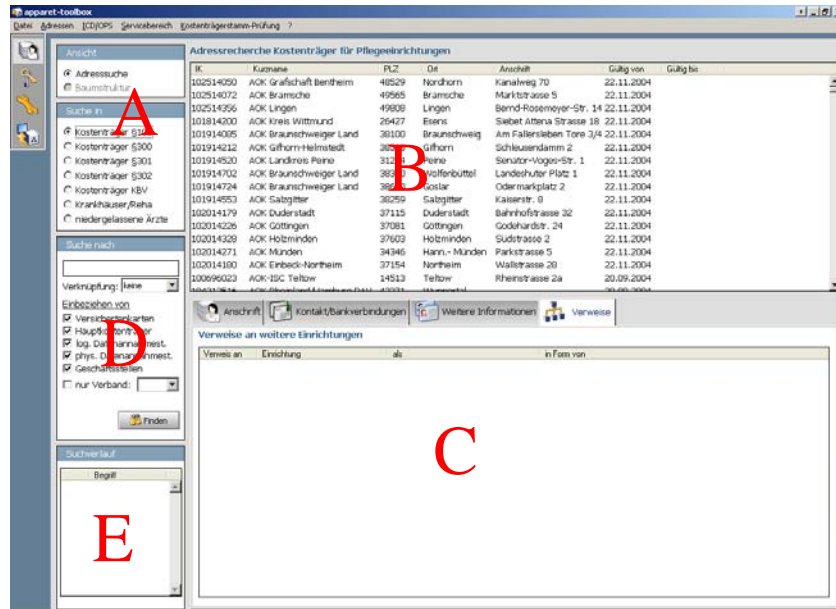 apparet-toolbox
Datei Adressen ICD/OPS Servicebereich Kostenträgerstamm-Prüfung ?
Ansicht
Adresssuche
Baumstruktur
A
Suche in
Kostenträger
Kostenträger §300
Kostenträger §301
Kostenträger §302
Kostenträger KBV
Krankhäuser/Reha
niedergelassene Ärzte
Suche nach
Verknüpfung: keine
Einbeziehen von
Versichertenkarten
Hauptkostenträger
log. Datenannahmest.
phys. Datenannahmest.
Geschäftsstellen
D
nur Verband:
Finden
Suchverlauf
Begriff
E
Adressrecherche Kostenträger für Pflegeeinrichtungen
IK Kurzname PLZ Ort Anschrift Gültig von Gültig bis
102514050 AOK Grafschaft Bentheim 48529 Nordhorn Kanalweg 70 22.11.2004
102514072 AOK Bramsche 49565 Bramsche Marktstrasse 5 22.11.2004
102514356 AOK Lingen 49808 Lingen Bernd-Rosemeyer-Str. 14 22.11.2004
101814200 AOK Kreis Wittmund 26427 Esens Siebet Attena Strasse 18 22.11.2004
101914085 AOK Braunschweiger Land 38100 Braunschweig Am Fallersleben Tore 3/4 22.11.2004
101914212 AOK Gifhorn-Helmstedt Gifhorn Schleusendamm 2 22.11.2004
101914520 AOK Landkreis Peine Peine Senator-Voges-Str. 1 22.11.2004
101914702 AOK Braunschweiger Land Wolfenbüttel Landeshuter Platz 1 22.11.2004
101914724 AOK Braunschweiger Land Goslar Odermarkplatz 2 22.11.2004
101914553 AOK Salzgitter 38259 Salzgitter Kaiserstr. 8 22.11.2004
102014179 AOK Duderstadt 37115 Duderstadt Bahnhofstrasse 32 22.11.2004
102014226 AOK Göttingen 37081 Göttingen Godehardstr. 24 22.11.2004
102014328 AOK Holzminden 37603 Holzminden Südstrasse 2 22.11.2004
102014271 AOK Münden 34346 Hann.- Münden Parkstrasse 5 22.11.2004
102014180 AOK Einbeck-Northeim 37154 Northeim Wallstrasse 28 22.11.2004
100696023 AOK-ISC Teltow 14513 Teltow Rheinstrasse 2a 20.09.2004
B
Anschrift Kontakt/Bankverbindungen Weitere Informationen Verweise
Verweise an weitere Einrichtungen
Verweis an Einrichtung als in Form von
C